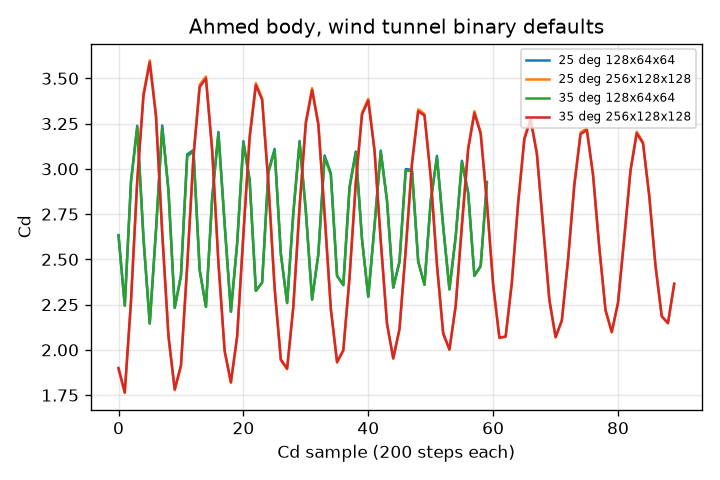 Ahmed body, wind tunnel binary defaults
25 deg 128x64x64
25 deg 256x128x128
35 deg 128x64x64
35 deg 256x128x128
3.50
3.25
3.00
2.75
2.50
2.25
2.00
1.75
Cd
0 20 40 60 80
Cd sample (200 steps each)